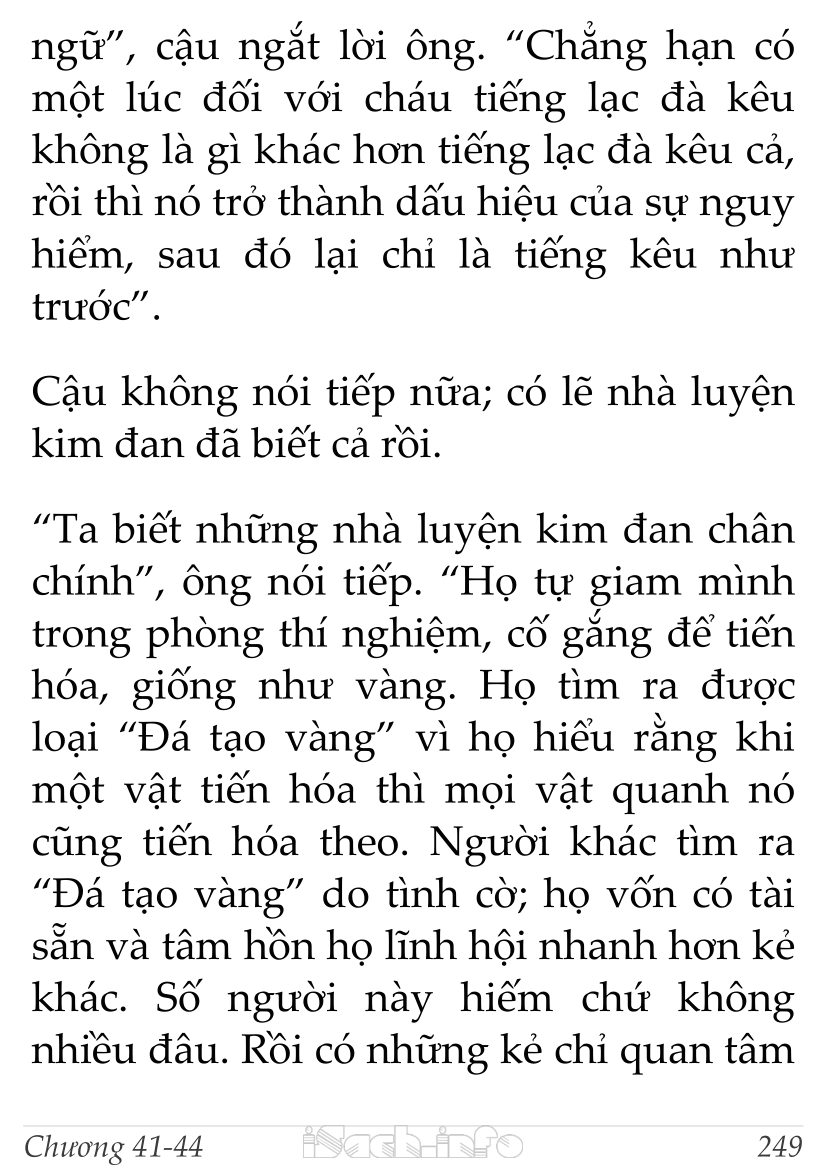 ngữ”, cậu ngắt lời ông. “Chẳng hạn có
một lúc đối với cháu tiếng lạc đà kêu
không là gì khác hơn tiếng lạc đà kêu cả,
rồi thì nó trở thành dấu hiệu của sự nguy
hiểm, sau đó lại chỉ là tiếng kêu như
trước”.
Cậu không nói tiếp nữa; có lẽ nhà luyện
kim đan đã biết cả rồi.
“Ta biết những nhà luyện kim đan chân
chính”, ông nói tiếp. “Họ tự giam mình
trong phòng thí nghiệm, cố gắng để tiến
hóa, giống như vàng. Họ tìm ra được
loại “Đá tạo vàng” vì họ hiểu rằng khi
một vật tiến hóa thì mọi vật quanh nó
cũng tiến hóa theo. Người khác tìm ra
“Đá tạo vàng” do tình cờ; họ vốn có tài
sẵn và tâm hồn họ lĩnh hội nhanh hơn kẻ
khác. Số người này hiếm chứ không
nhiều đâu. Rồi có những kẻ chỉ quan tâm
Chương 41-44 iSach.info 249